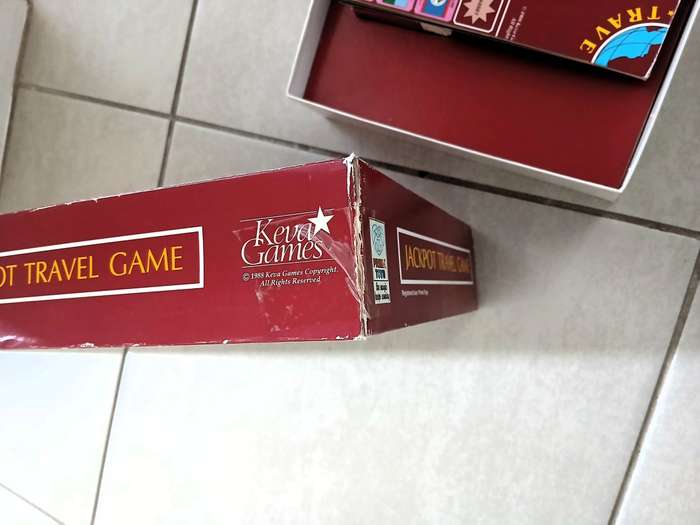 OT TRAVEL GAME
Keva
Games
© 1988 Keva Games Copyright.
All Rights Reserved
JACKPOT TRAVEL GAME
TRAVE